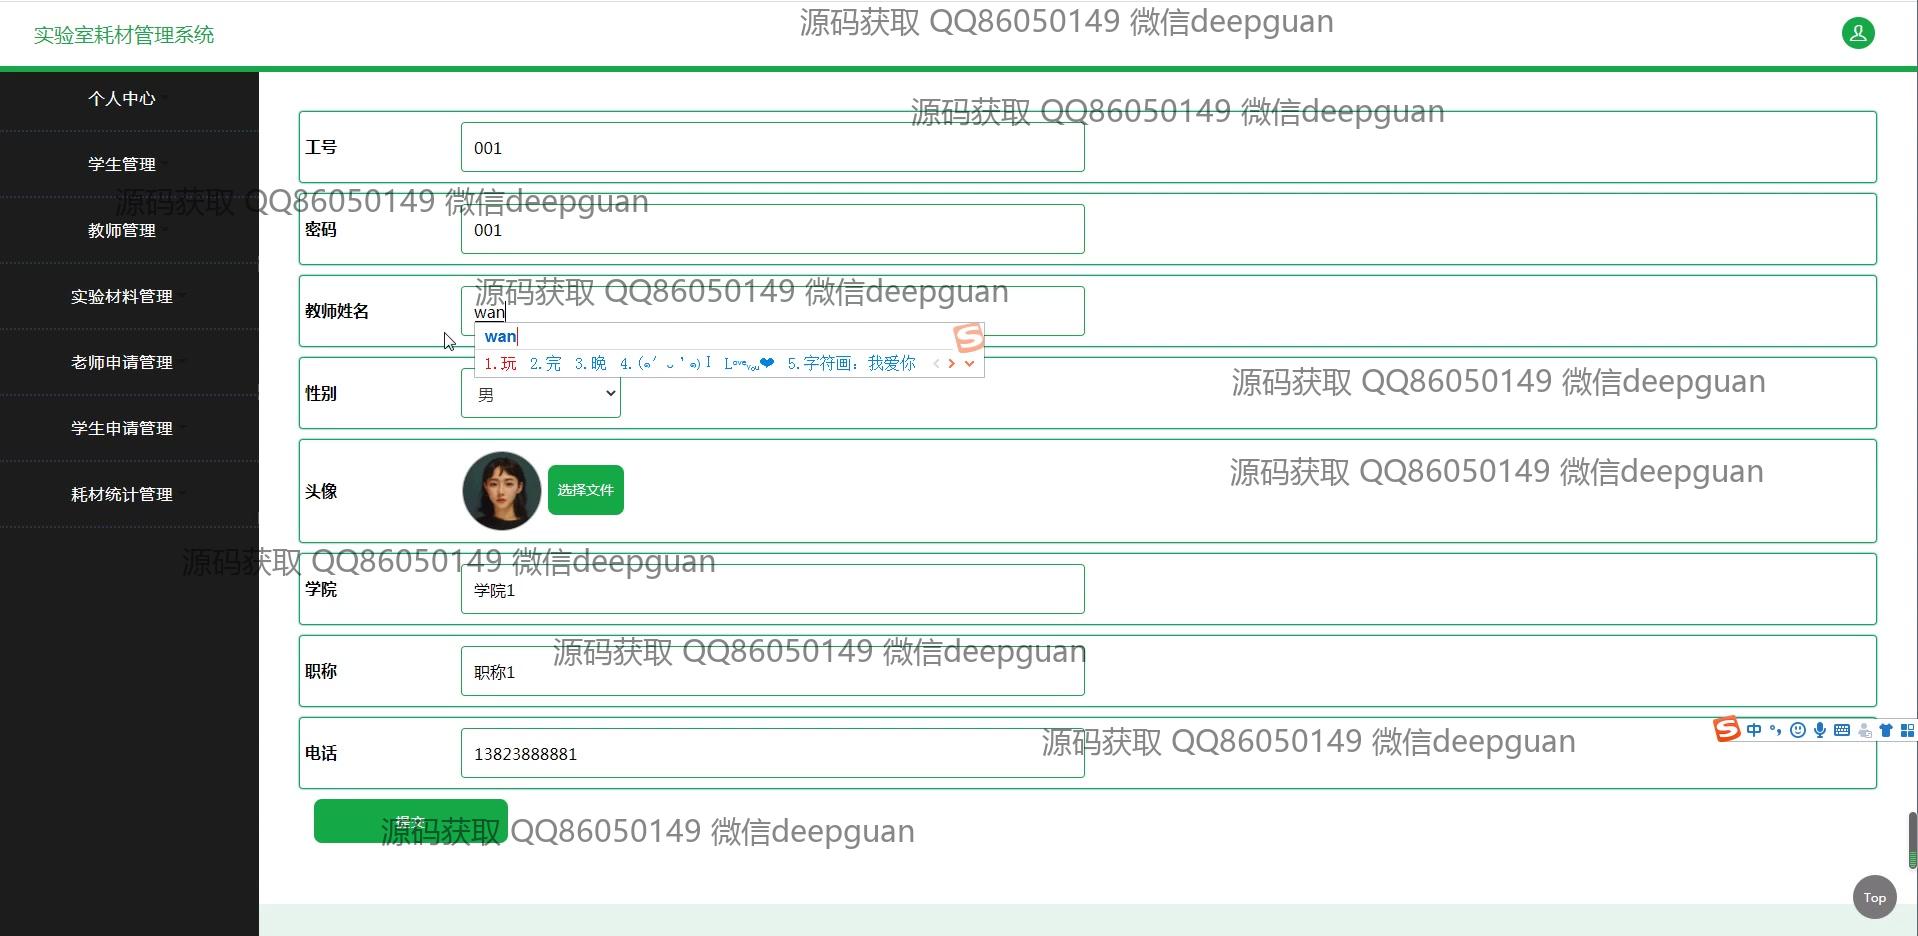 实验室耗材管理系统
源码获取 QQ86050149 微信deepguan
个人中心
学生管理
教师管理
实验材料管理
老师申请管理
学生申请管理
耗材统计管理
源码获取 QQ86050149 微信deepguan
工号
001
源码获取 QQ86050149 微信deepguan
密码
001
源码获取 QQ86050149 微信deepguan
教师姓名
wan
wan
1.玩 2.完 3.晚 5.字符画：我爱你
源码获取 QQ86050149 微信deepguan
性别
男
源码获取 QQ86050149 微信deepguan
头像
选择文件
源码获取 QQ86050149 微信deepguan
学院
学院1
源码获取 QQ86050149 微信deepguan
职称
职称1
源码获取 QQ86050149 微信deepguan
中
电话
13823888881
提交
源码获取 QQ86050149 微信deepguan
Top